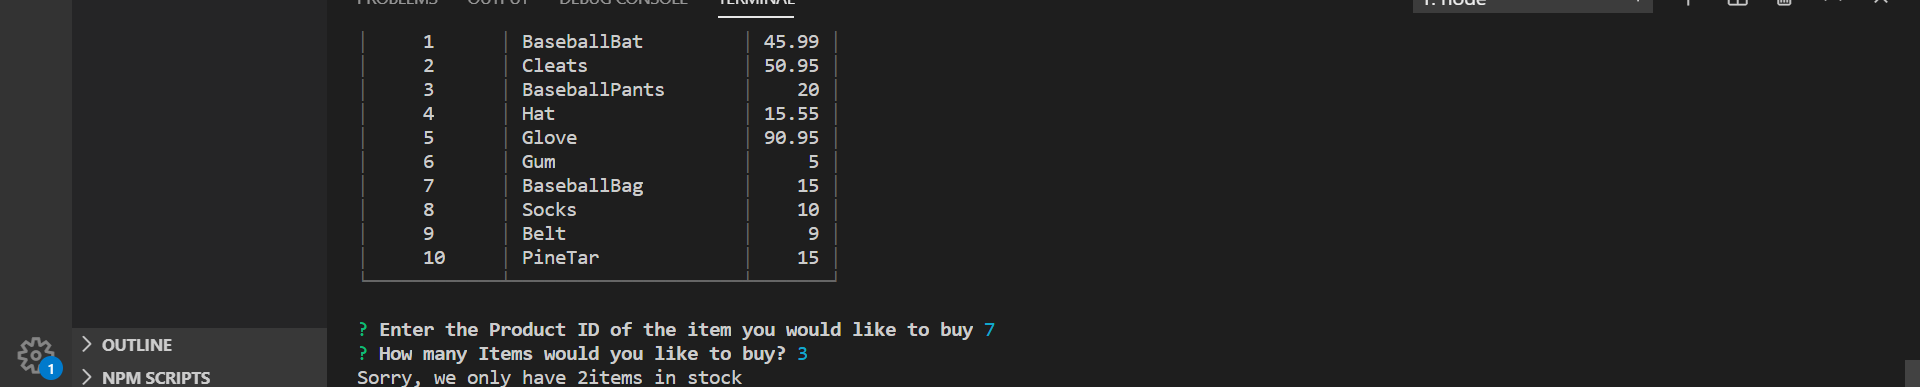 PROBLEMS OUTPUT DEBUG CONSOLE TERMINAL 1: node
1 BaseballBat 45.99
2 Cleats 50.95
3 BaseballPants 20
4 Hat 15.55
5 Glove 90.95
6 Gum 5
7 BaseballBag 15
8 Socks 10
9 Belt 9
10 PineTar 15
? Enter the Product ID of the item you would like to buy 7
? How many Items would you like to buy? 3
Sorry, we only have 2items in stock
OUTLINE
NPM SCRIPTS
1